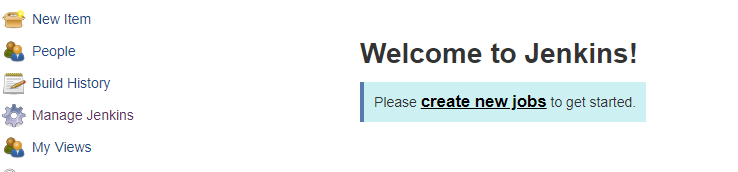 New Item
People
Build History
Manage Jenkins
My Views
Welcome to Jenkins!
Please create new jobs to get started.